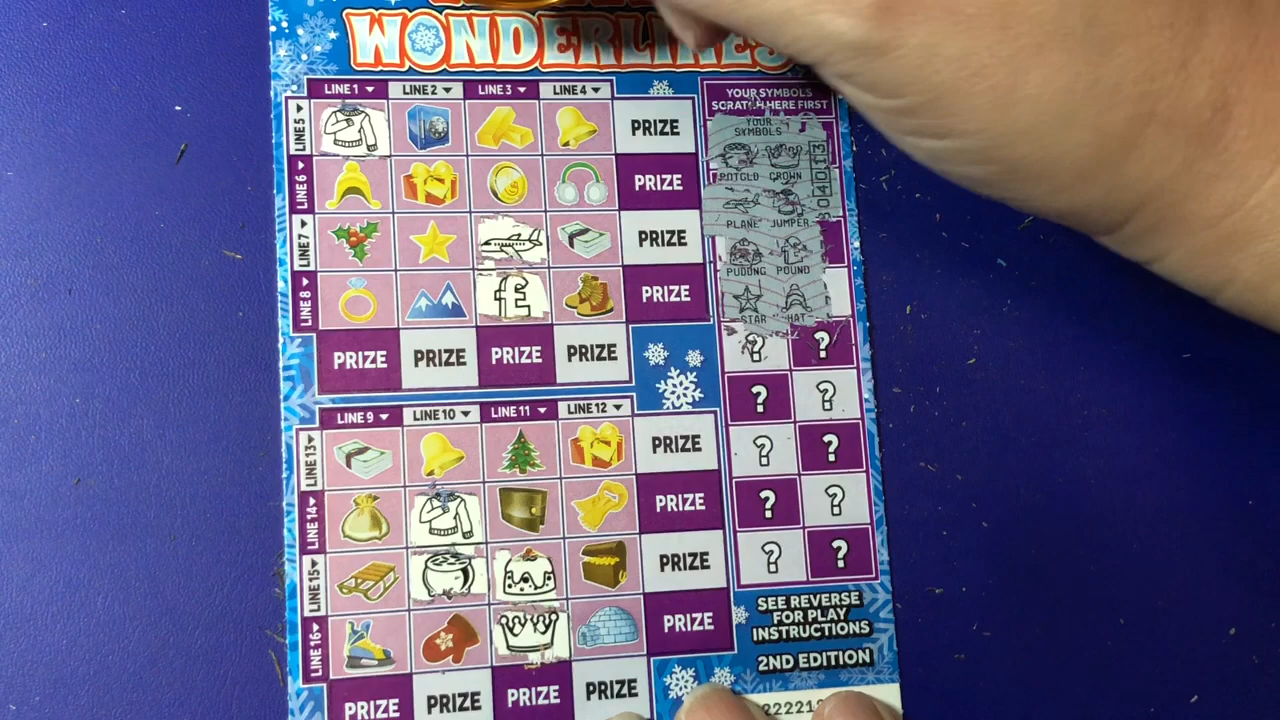 WONDERLINES
LINE 1 LINE 2 LINE 3 LINE 4
YOUR SYMBOLS
SCRATCH HERE FIRST
LINE 5 PRIZE
YOUR
SYMBOLS
POTGLD CROWN
LINE 6 PRIZE
PLANE JUMPER
LINE 7 £ PRIZE
PUDDNG POUND
LINE 8 £ PRIZE
STAR HAT
PRIZE PRIZE PRIZE PRIZE
? ?
? ?
LINE 9 LINE 10 LINE 11 LINE 12
LINE 13 PRIZE
? ?
LINE 14 PRIZE
? ?
LINE 15 PRIZE
? ?
LINE 16 PRIZE
SEE REVERSE
FOR PLAY
INSTRUCTIONS
2ND EDITION
PRIZE PRIZE PRIZE PRIZE